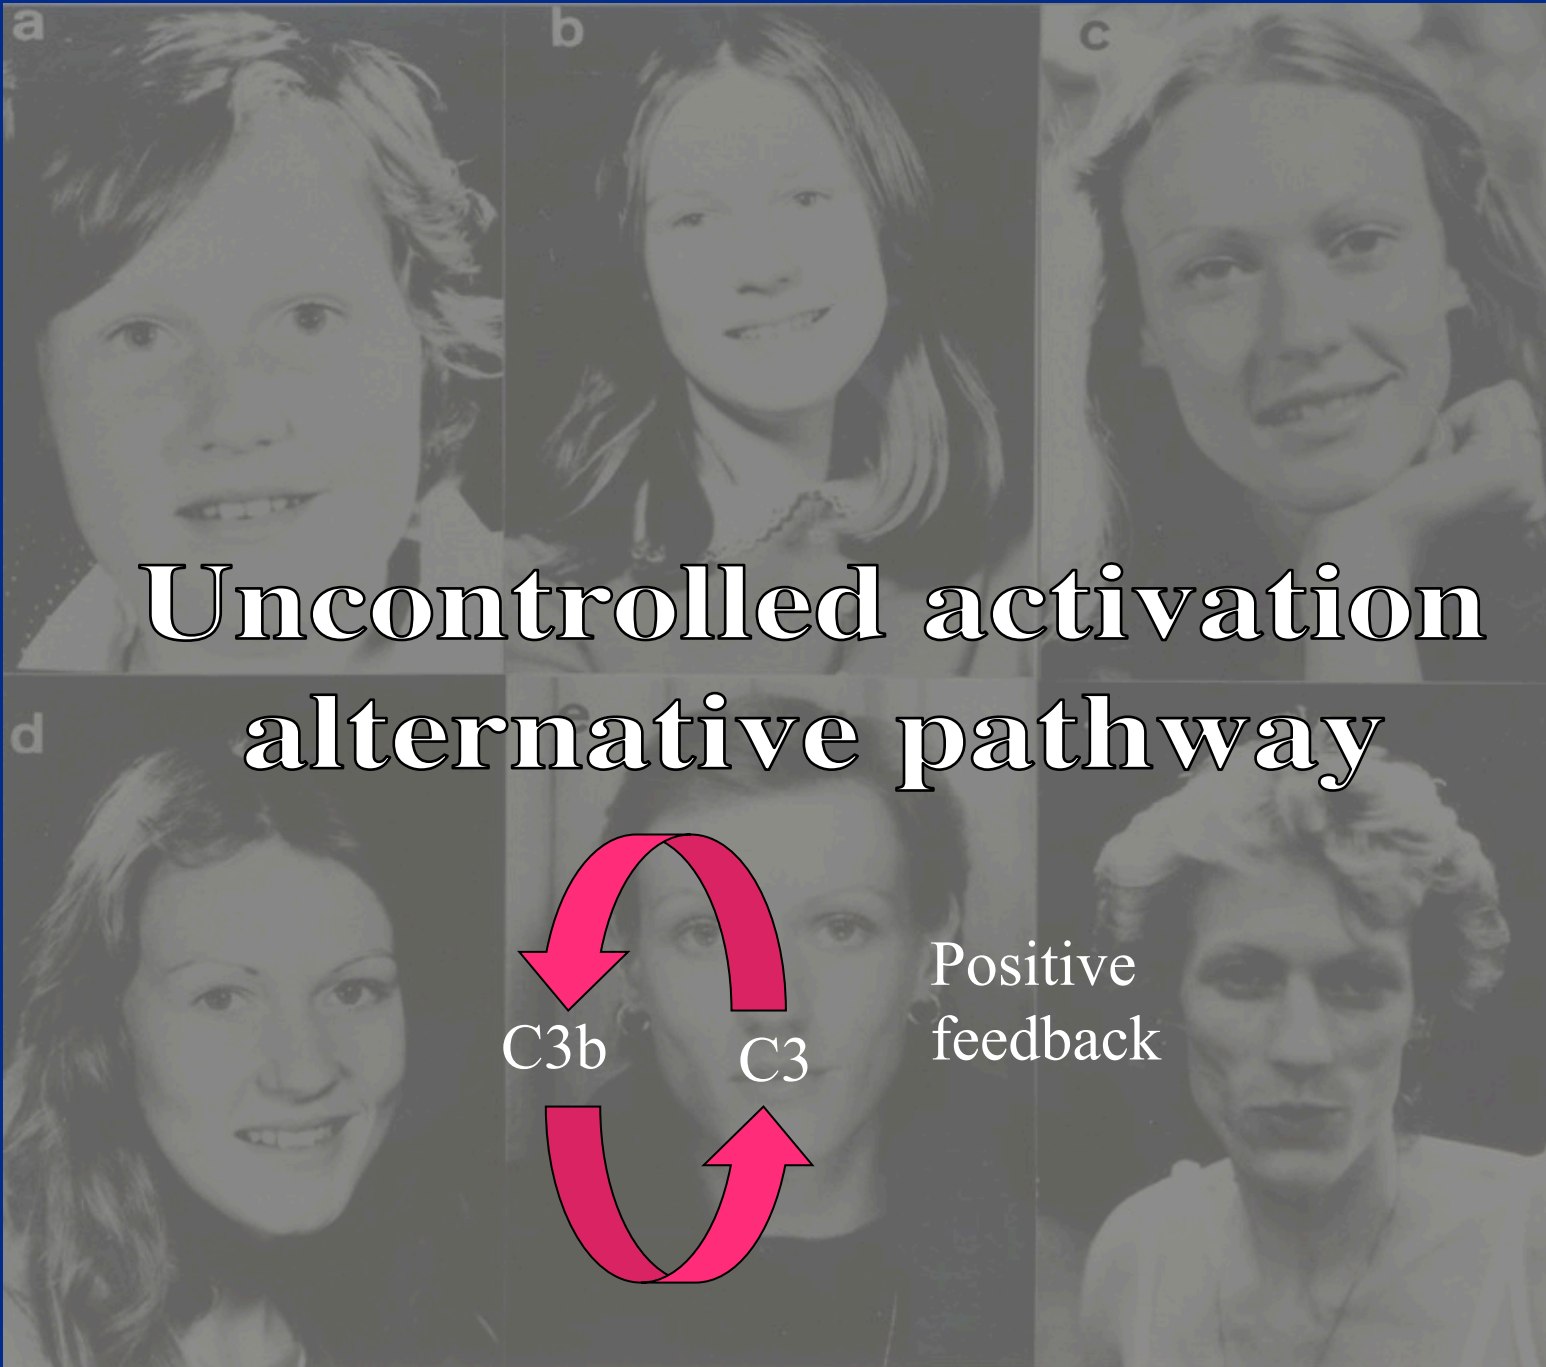 a
b
c
Uncontrolled activation
alternative pathway
d
e
Positive
feedback
C3b
C3